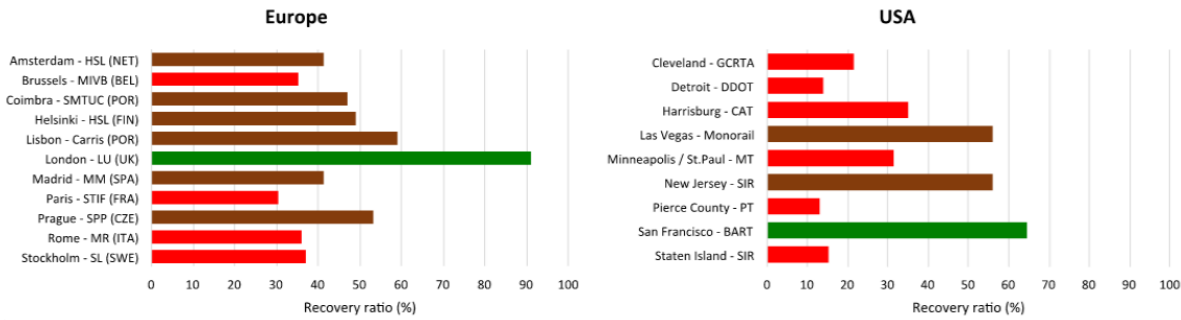 Europe
Amsterdam - HSL (NET)
Brussels - MIVB (BEL)
Coimbra - SMTUC (POR)
Helsinki - HSL (FIN)
Lisbon - Carris (POR)
London - LU (UK)
Madrid - MM (SPA)
Paris - STIF (FRA)
Prague - SPP (CZE)
Rome - MR (ITA)
Stockholm - SL (SWE)
0 10 20 30 40 50 60 70 80 90 100
Recovery ratio (%)
USA
Cleveland - GCRTA
Detroit - DDOT
Harrisburg - CAT
Las Vegas - Monorail
Minneapolis / St.Paul - MT
New Jersey - SIR
Pierce County - PT
San Francisco - BART
Staten Island - SIR
0 10 20 30 40 50 60 70 80 90 100
Recovery ratio (%)